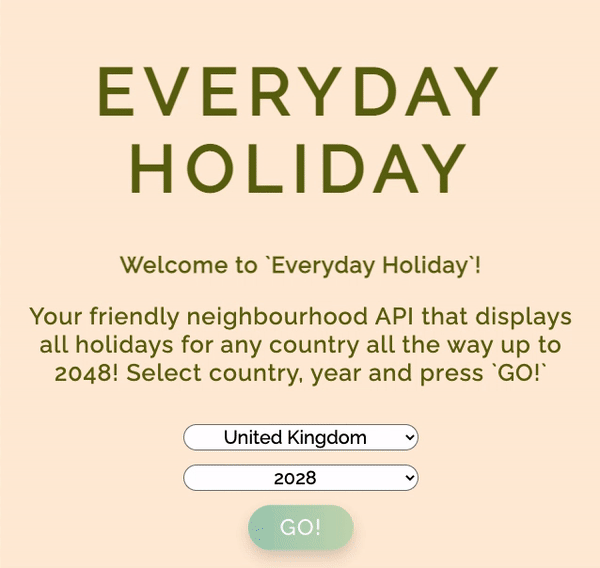 EVERYDAY
HOLIDAY
Welcome to `Everyday Holiday`!
Your friendly neighbourhood API that displays
all holidays for any country all the way up to
2048! Select country, year and press `GO!`
United Kingdom
2028
GO!